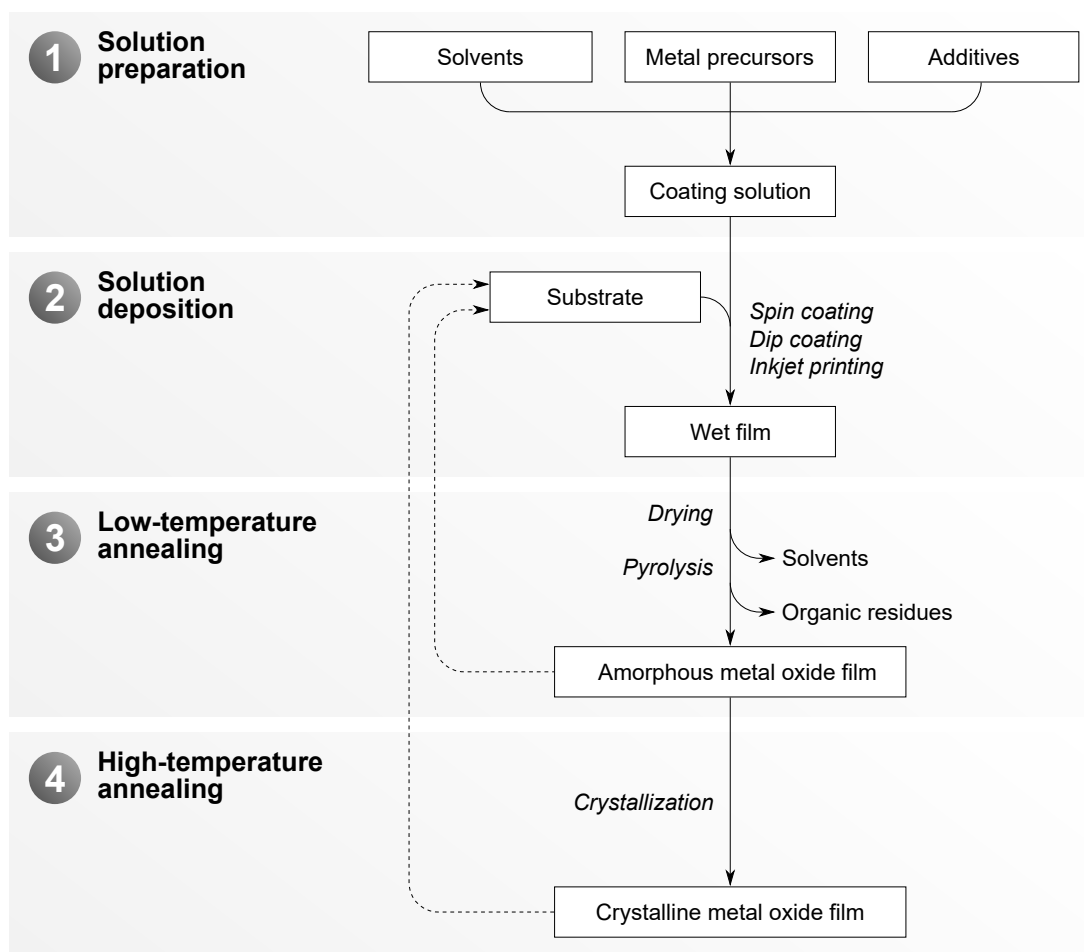 1
Solution
preparation
Solvents
Metal precursors
Additives
Coating solution
2
Solution
deposition
Substrate
Spin coating
Dip coating
Inkjet printing
Wet film
3
Low-temperature
annealing
Drying
Solvents
Pyrolysis
Organic residues
Amorphous metal oxide film
4
High-temperature
annealing
Crystallization
Crystalline metal oxide film